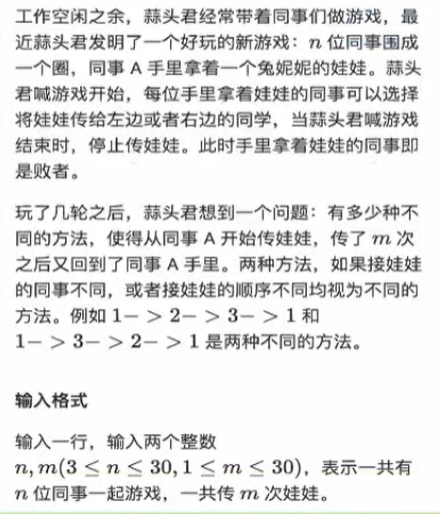 工作空闲之余，蒜头君经常带着同事们做游戏，最
近蒜头君发明了一个好玩的新游戏：n 位同事围成
一个圈，同事 A 手里拿着一个兔妮妮的娃娃。蒜头
君喊游戏开始，每位手里拿着娃娃的同事可以选择
将娃娃传给左边或者右边的同学，当蒜头君喊游戏
结束时，停止传娃娃。此时手里拿着娃娃的同事即
是败者。
玩了几轮之后，蒜头君想到一个问题：有多少种不
同的方法，使得从同事 A 开始传娃娃，传了 m 次
之后又回到了同事 A 手里。两种方法，如果接娃娃
的同事不同，或者接娃娃的顺序不同均视为不同的
方法。例如 1− > 2− > 3− > 1 和
1− > 3− > 2− > 1 是两种不同的方法。
输入格式
输入一行，输入两个整数
n, m(3 ≤ n ≤ 30, 1 ≤ m ≤ 30)，表示一共有
n 位同事一起游戏，一共传 m 次娃娃。